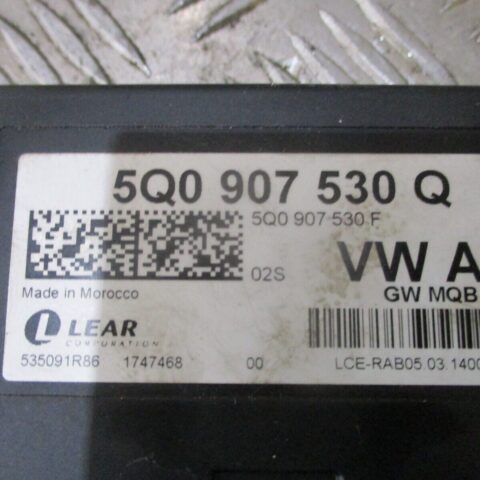 5Q0 907 530 Q
5Q0 907 530 F
02S
VW A
GW MQB
Made in Morocco
LEAR
CORPORATION
535091R86 1747468 00 LCE-RAB05.03.1400